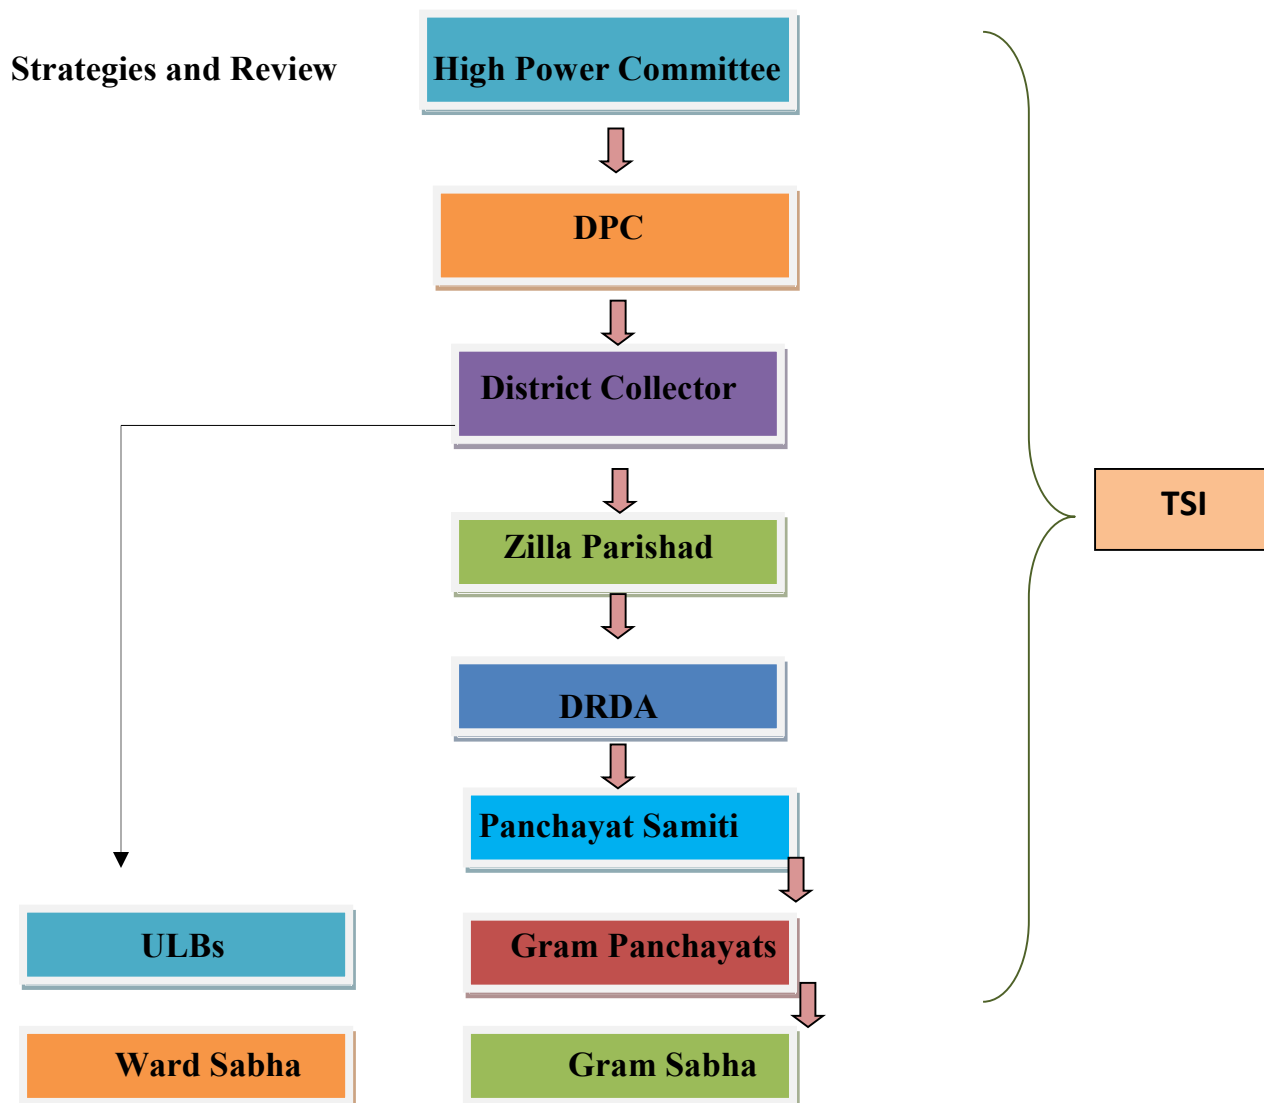 Strategies and Review
High Power Committee
DPC
District Collector
Zilla Parishad
TSI
DRDA
Panchayat Samiti
ULBs
Gram Panchayats
Ward Sabha
Gram Sabha